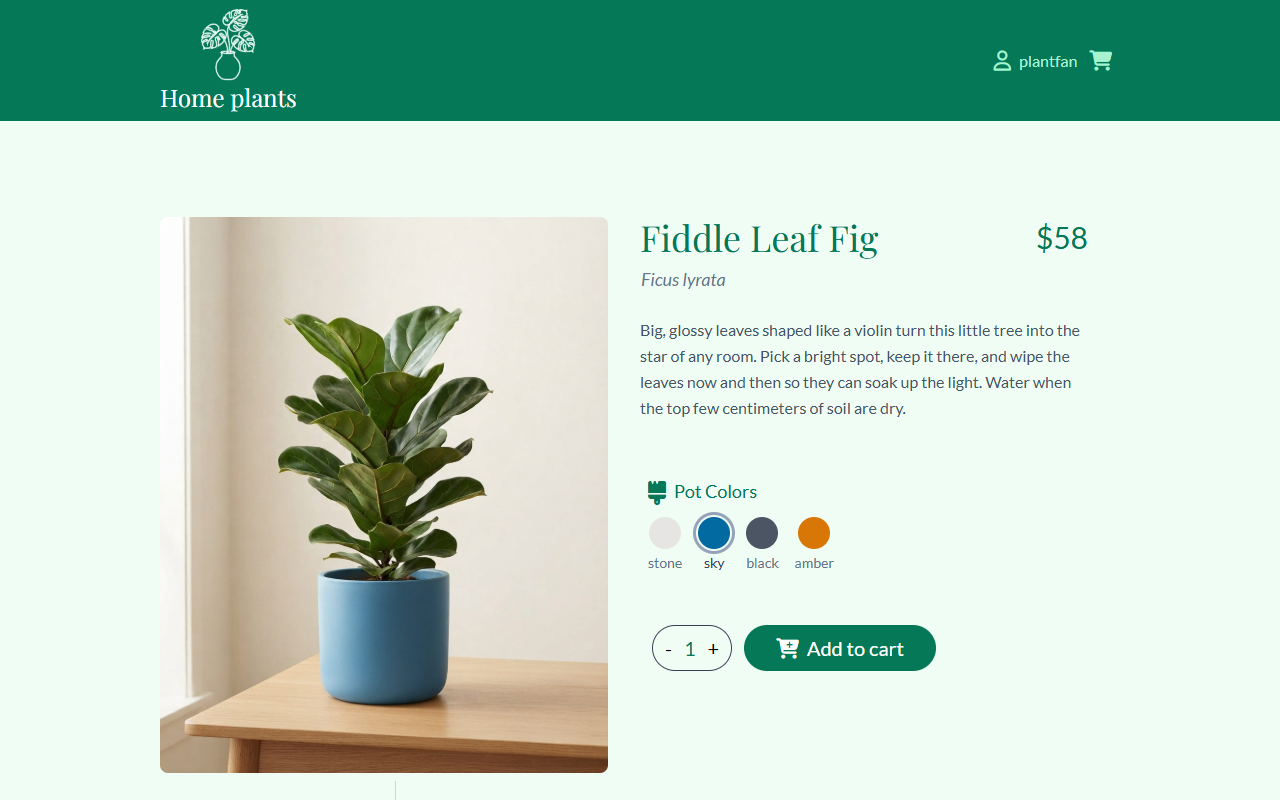 Home plants
plantfan
Fiddle Leaf Fig
$58
Ficus lyrata
Big, glossy leaves shaped like a violin turn this little tree into the
star of any room. Pick a bright spot, keep it there, and wipe the
leaves now and then so they can soak up the light. Water when
the top few centimeters of soil are dry.
Pot Colors
stone sky black amber
- 1 + Add to cart